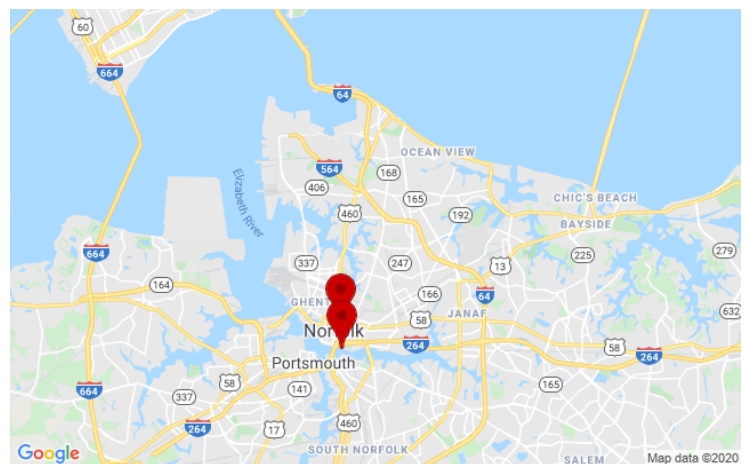 60
664
64
OCEAN VIEW
564
168
406
165
CHIC'S BEACH
Elizabeth River
460
192
BAYSIDE
664
337
247
13
225
279
164
GHENT
166
64
JANAF
632
58
Norfolk
264
58
264
Portsmouth
58
141
165
664
337
264
17
460
SOUTH NORFOLK
SALEM
Google
Map data ©2020